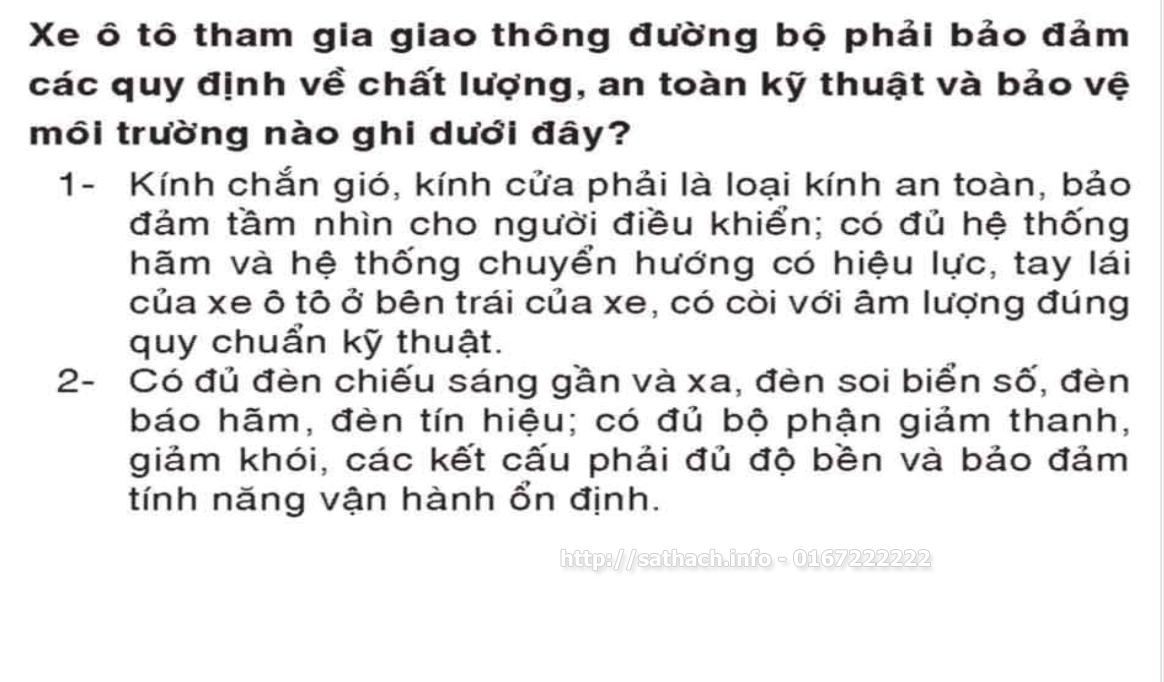 Xe ô tô tham gia giao thông đường bộ phải bảo đảm
các quy định về chất lượng, an toàn kỹ thuật và bảo vệ
môi trường nào ghi dưới đây?
1- Kính chắn gió, kính cửa phải là loại kính an toàn, bảo
đảm tầm nhìn cho người điều khiển; có đủ hệ thống
hãm và hệ thống chuyển hướng có hiệu lực, tay lái
của xe ô tô ở bên trái của xe, có còi với âm lượng đúng
quy chuẩn kỹ thuật.
2- Có đủ đèn chiếu sáng gần và xa, đèn soi biển số, đèn
báo hãm, đèn tín hiệu; có đủ bộ phận giảm thanh,
giảm khói, các kết cấu phải đủ độ bền và bảo đảm
tính năng vận hành ổn định.
http://sathach.info - 0167222222